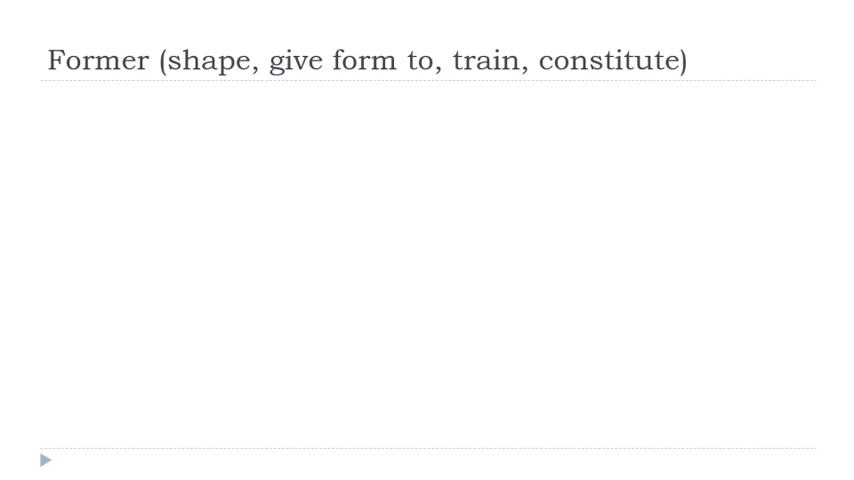 Former (shape, give form to, train, constitute)